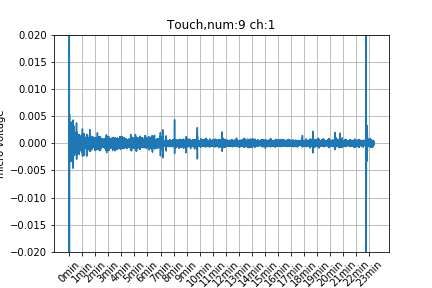 Touch,num:9 ch:1
0.020
0.015
0.010
0.005
0.000
−0.005
−0.010
−0.015
−0.020
micro voltage
0min
1min
2min
3min
4min
5min
6min
7min
8min
9min
10min
11min
12min
13min
14min
15min
16min
17min
18min
19min
20min
21min
22min
23min